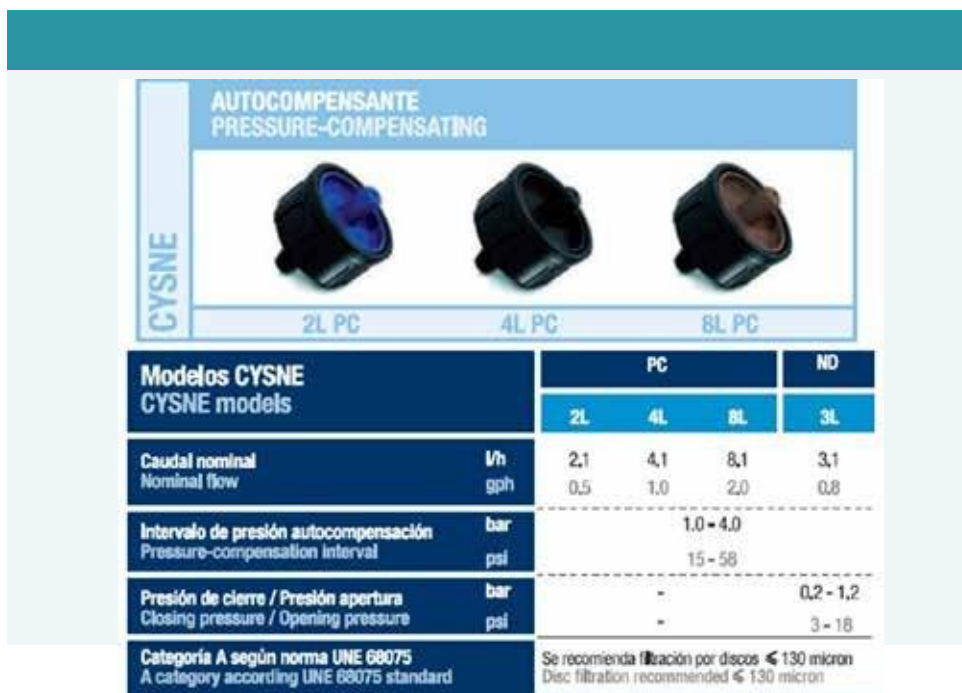 AUTOCOMPENSANTE
PRESSURE-COMPENSATING
CYSNE
2L PC 4L PC 8L PC
Modelos CYSNE PC ND
CYSNE models 2L 4L 8L 3L
Caudal nominal l/h 2,1 4,1 8,1 3,1
Nominal flow gph 0.5 1.0 2.0 0.8
Intervalo de presión autocompensación bar 1.0 - 4.0
Pressure-compensation interval psi 15 - 58
Presión de cierre / Presión apertura bar - 0,2 - 1,2
Closing pressure / Opening pressure psi - 3 - 18
Categoría A según norma UNE 68075 Se recomienda filtración por discos ⩽ 130 micron
A category according UNE 68075 standard Disc filtration recommended ⩽ 130 micron